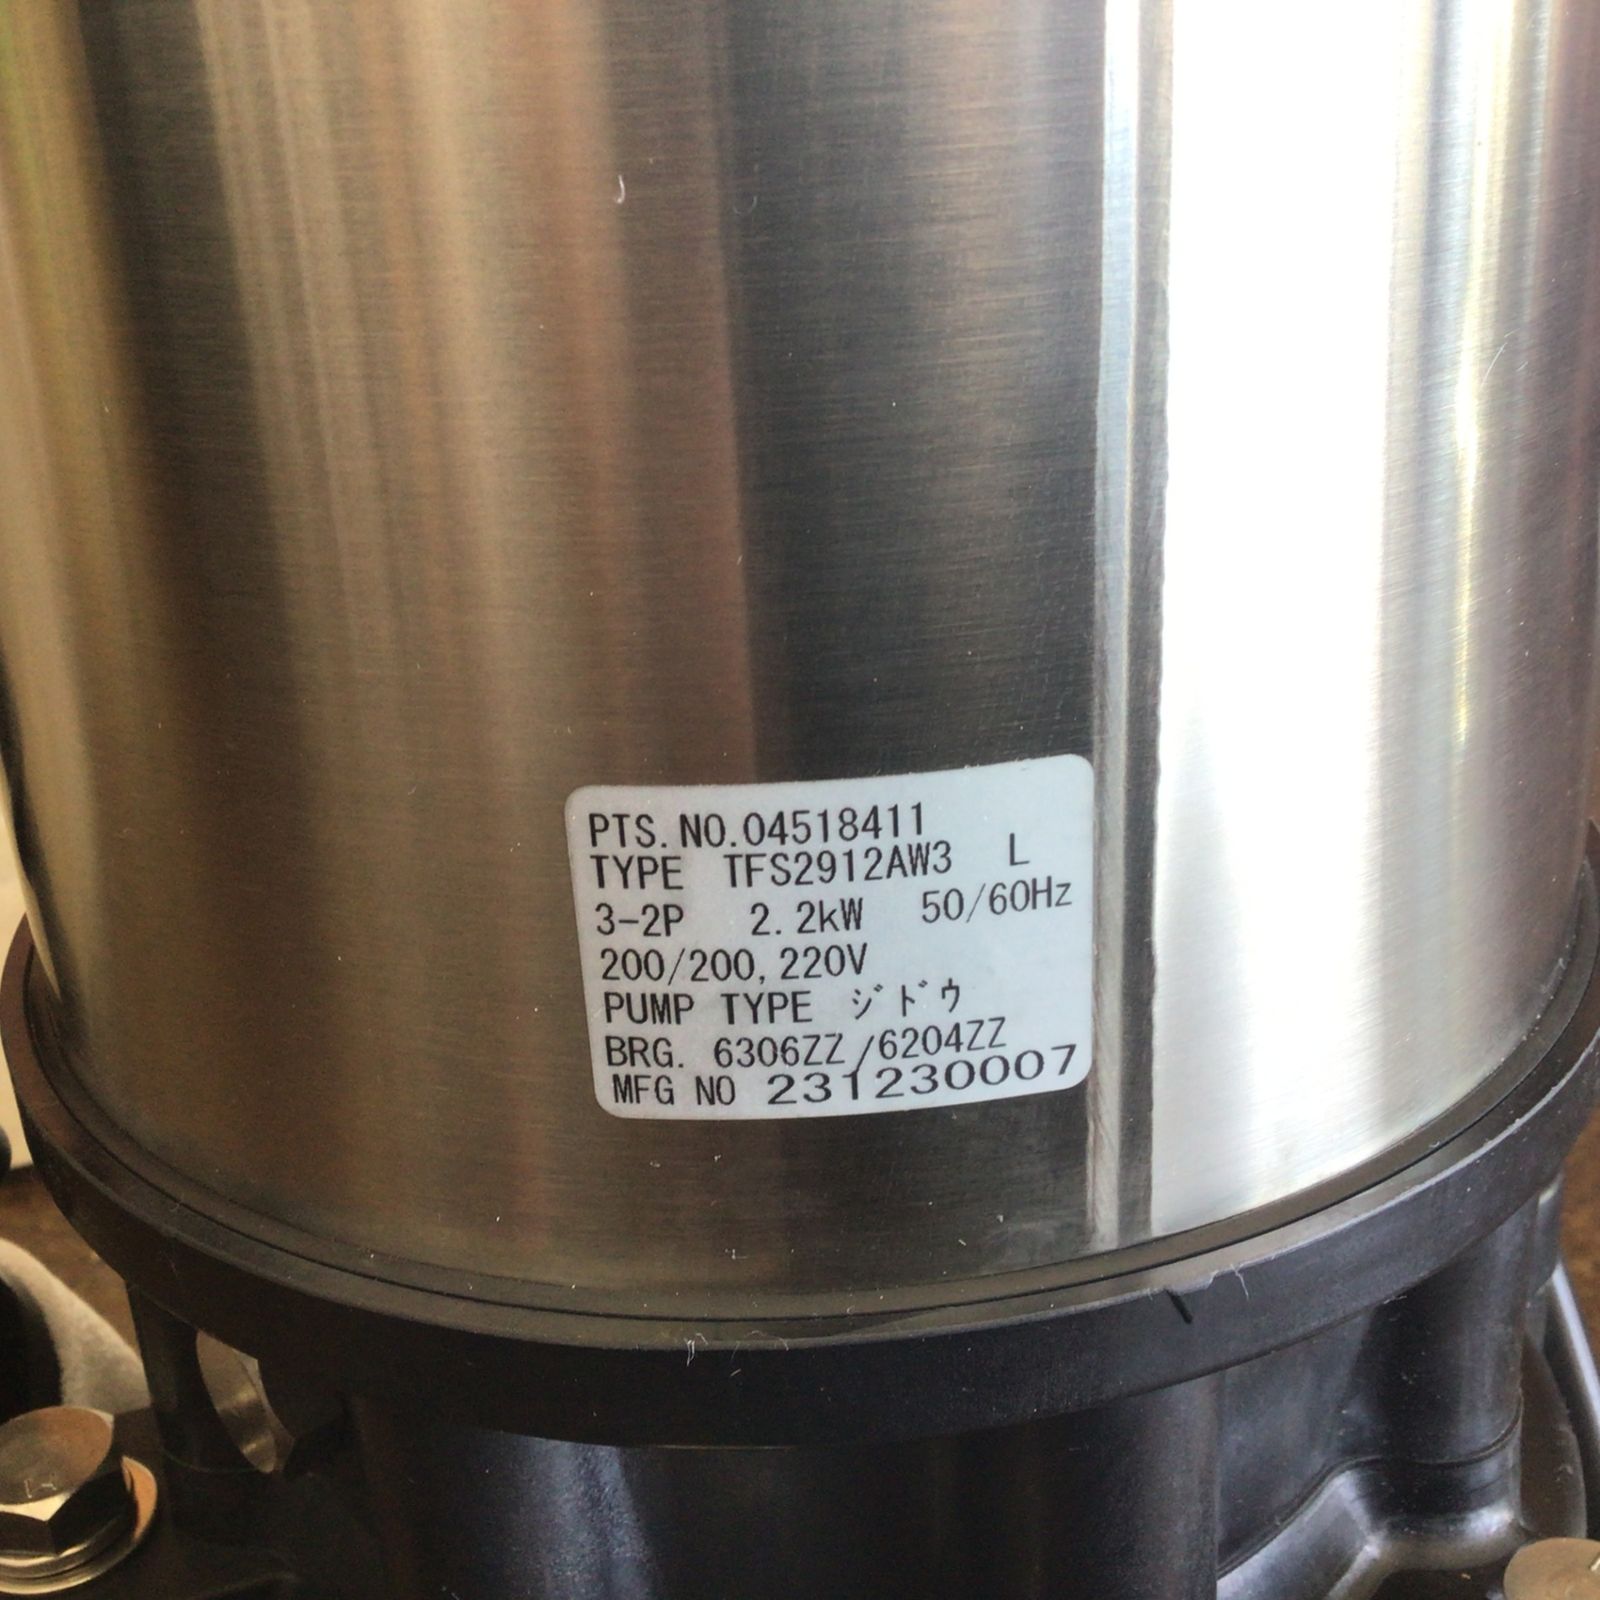 PTS. NO.04518411
TYPE TFS2912AW3 L
3-2P 2.2kW 50/60Hz
200/200, 220V
PUMP TYPE ｼﾞﾄﾞｳ
BRG. 6306ZZ/6204ZZ
MFG NO 231230007